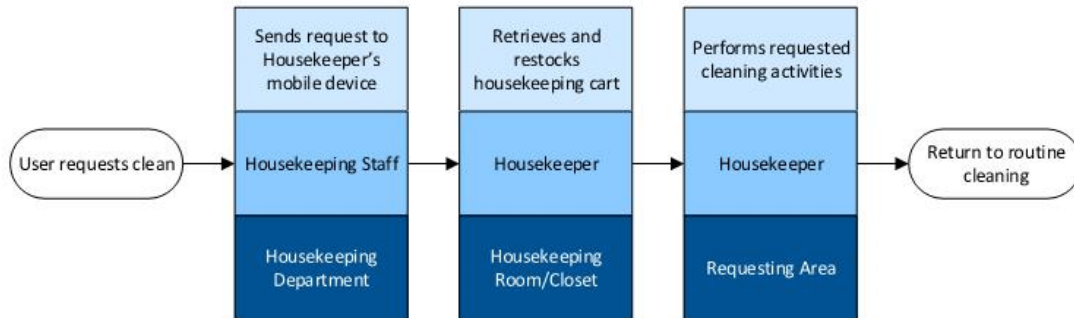 User requests clean
Sends request to
Housekeeper's
mobile device
Housekeeping Staff
Housekeeping
Department
Retrieves and
restocks
housekeeping cart
Housekeeper
Housekeeping
Room/Closet
Performs requested
cleaning activities
Housekeeper
Requesting Area
Return to routine
cleaning